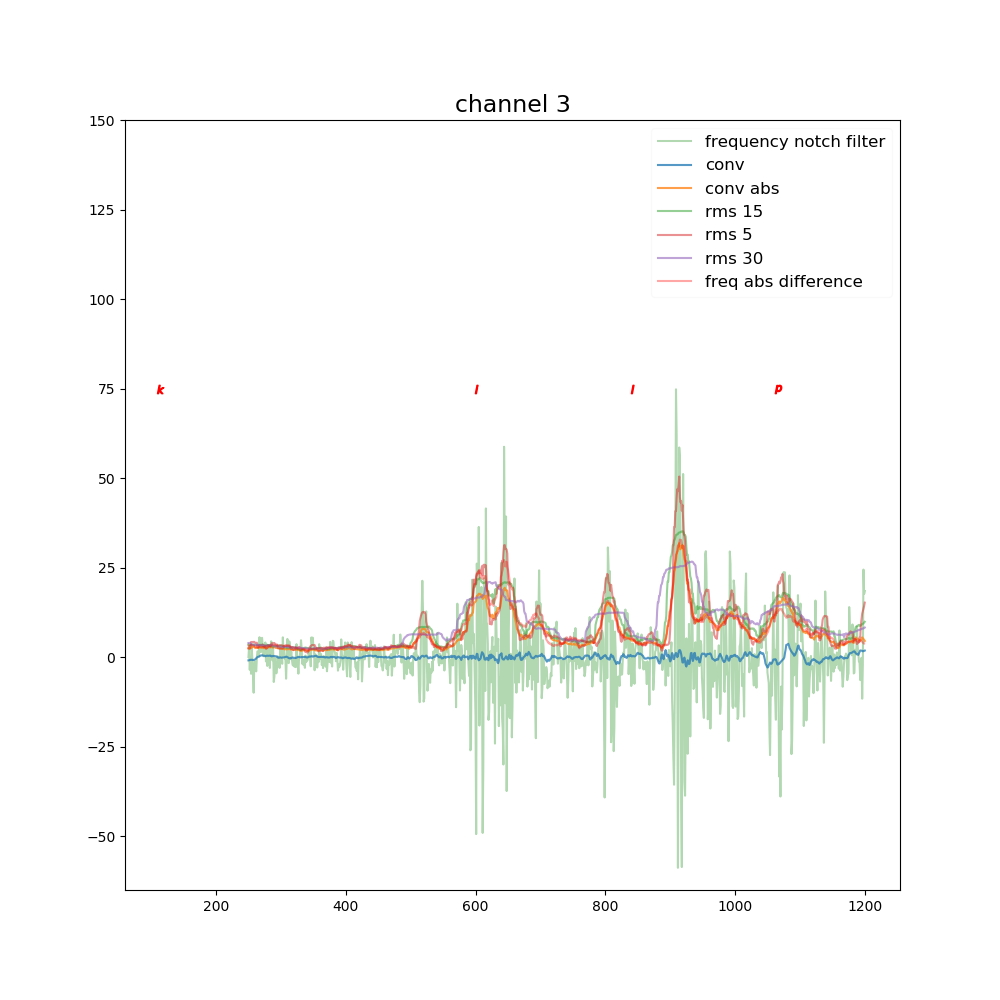 channel 3
150
frequency notch filter
conv
conv abs
rms 15
rms 5
rms 30
freq abs difference
125
100
75
k l l p
50
25
0
−25
−50
200 400 600 800 1000 1200